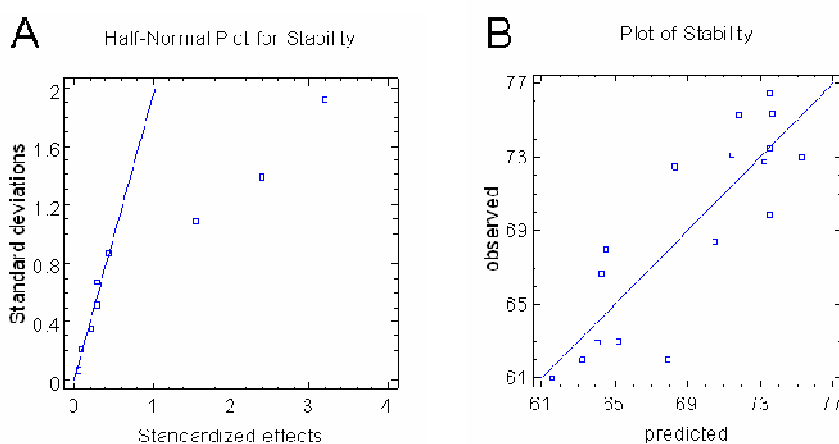 A
Half-Normal Plot for Stability
Standard deviations
2
1.6
1.2
0.8
0.4
0
0 1 2 3 4
Standardized effects
B
Plot of Stability
observed
77
73
69
65
61
61 65 69 73 77
predicted